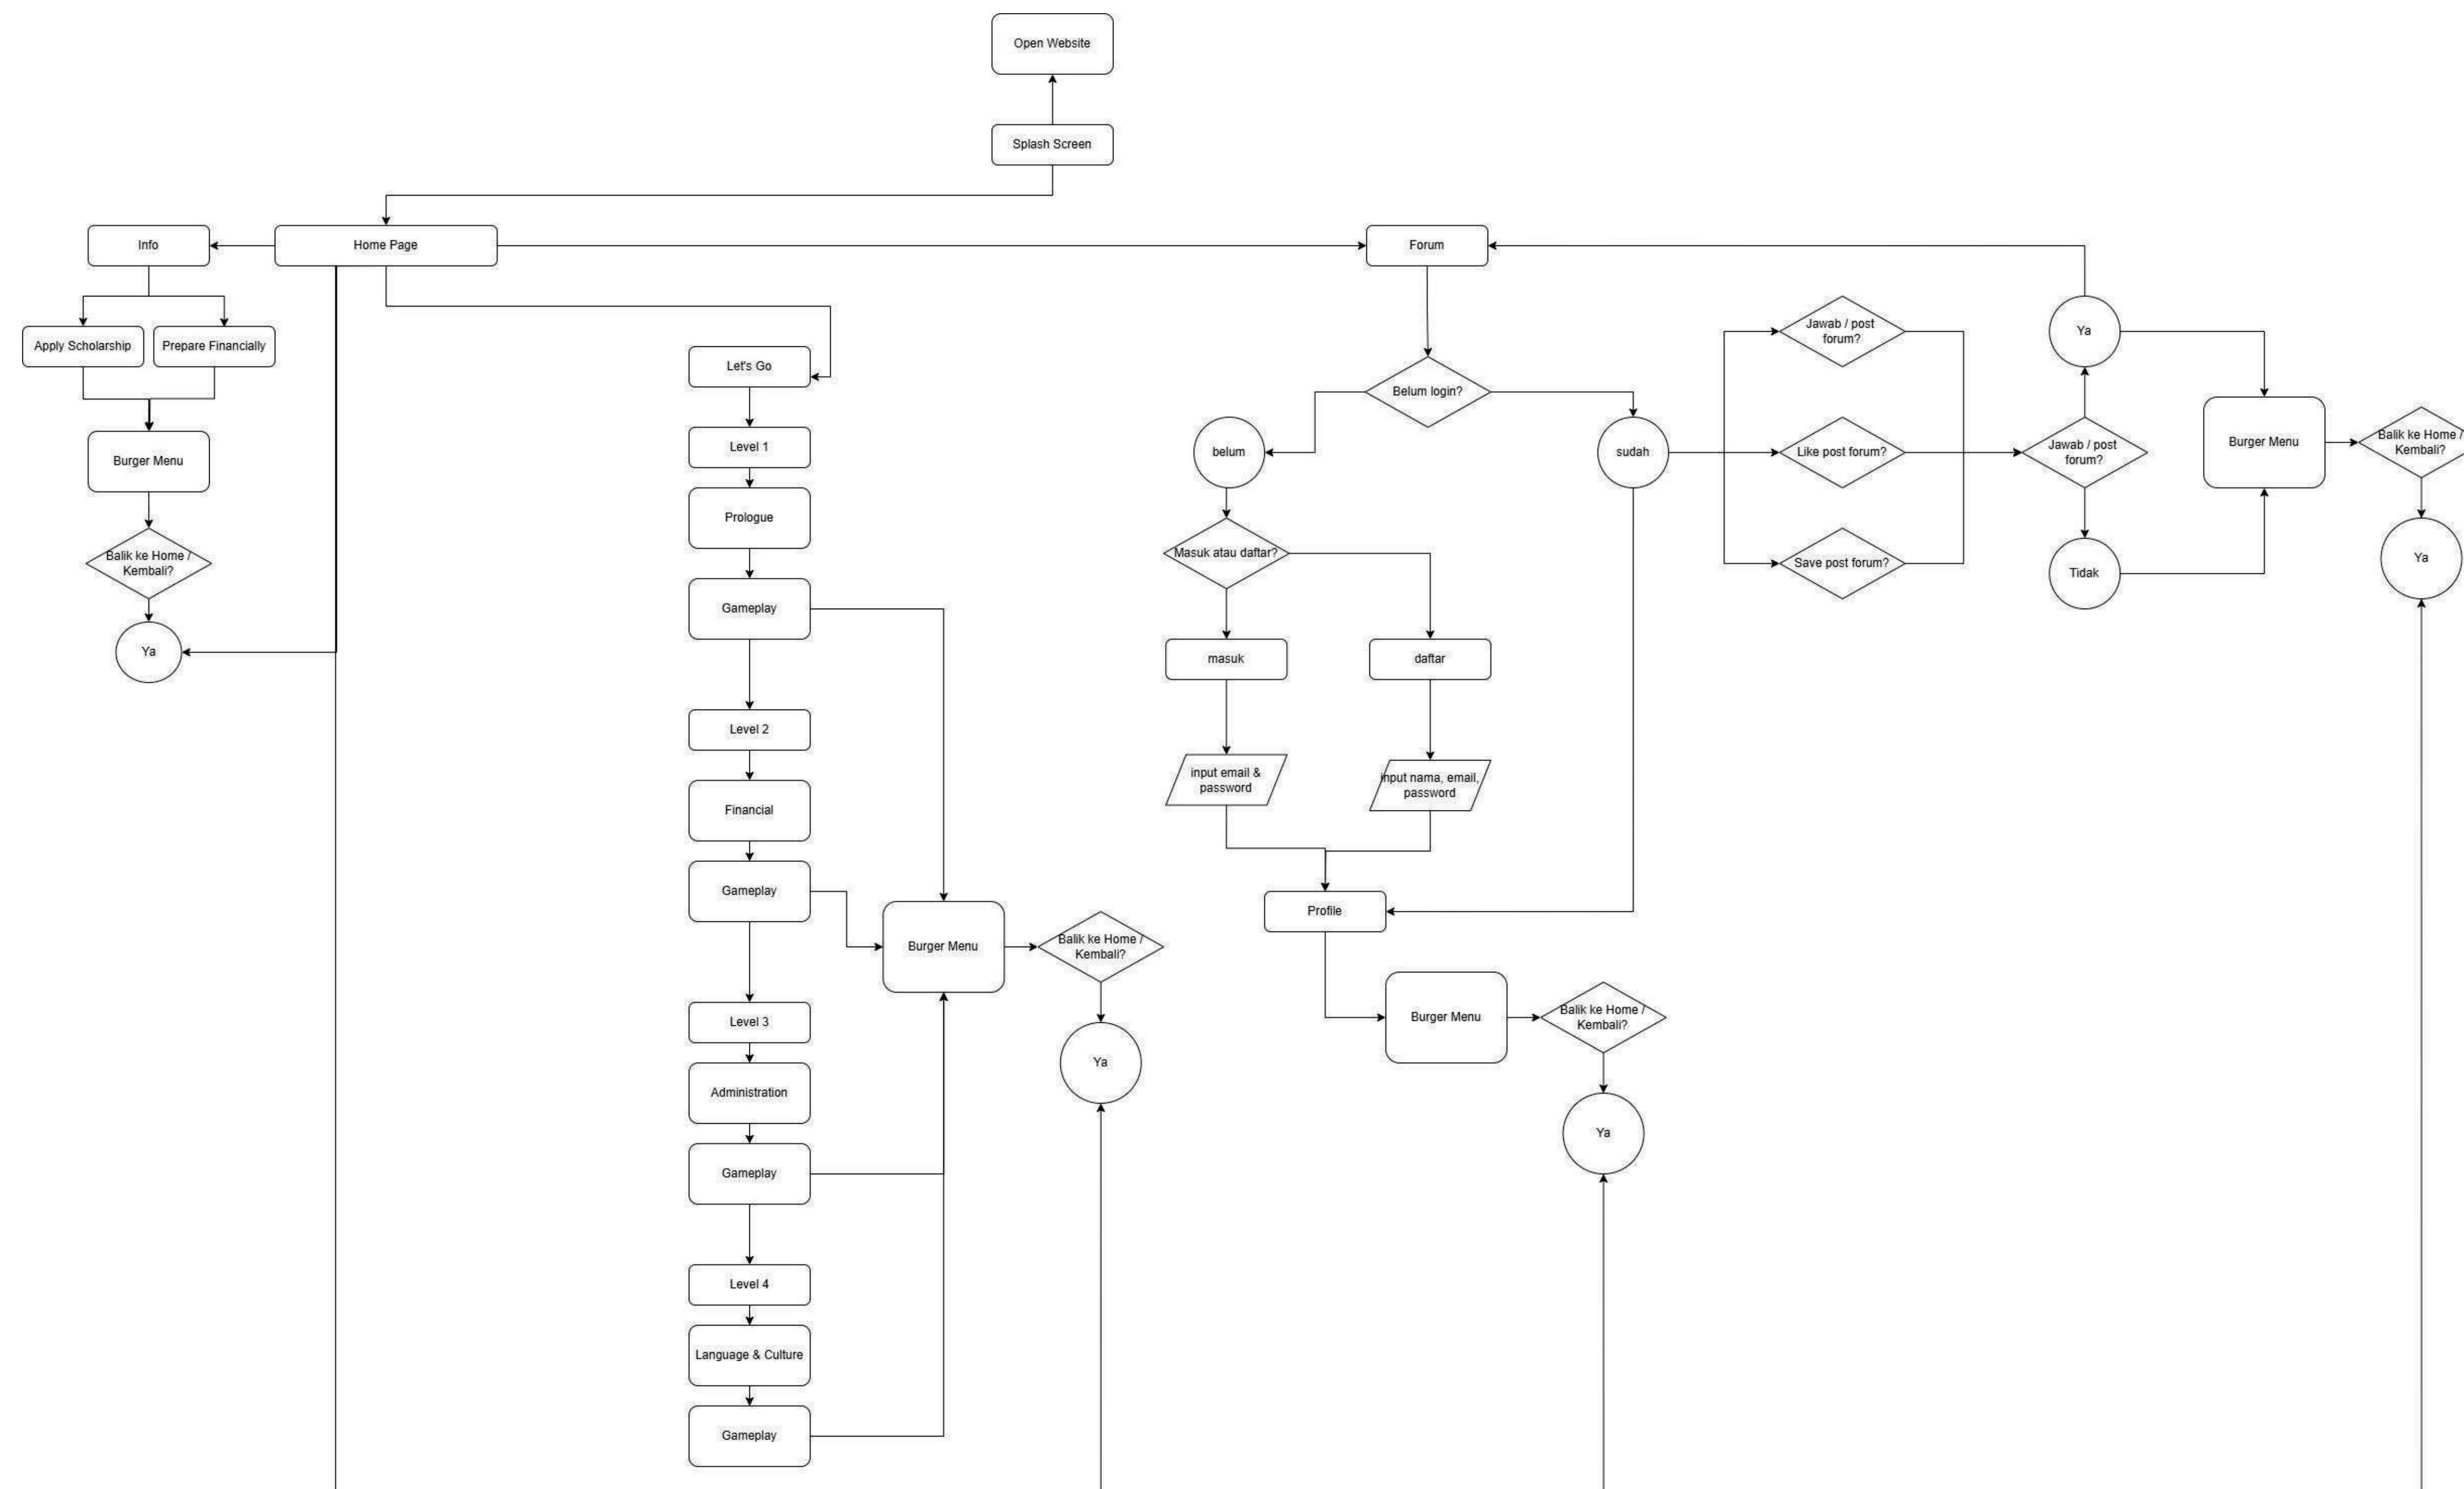 Open Website
Splash Screen
Info
Home Page
Forum
Apply Scholarship
Prepare Financially
Burger Menu
Balik ke Home /
Kembali?
Ya
Let's Go
Level 1
Prologue
Gameplay
Level 2
Financial
Gameplay
Level 3
Administration
Gameplay
Level 4
Language & Culture
Gameplay
Burger Menu
Balik ke Home /
Kembali?
Ya
Belum login?
belum
sudah
Masuk atau daftar?
masuk
daftar
input email &
password
input nama, email,
password
Profile
Burger Menu
Balik ke Home /
Kembali?
Ya
Jawab / post
forum?
Like post forum?
Save post forum?
Jawab / post
forum?
Ya
Tidak
Burger Menu
Balik ke Home /
Kembali?
Ya